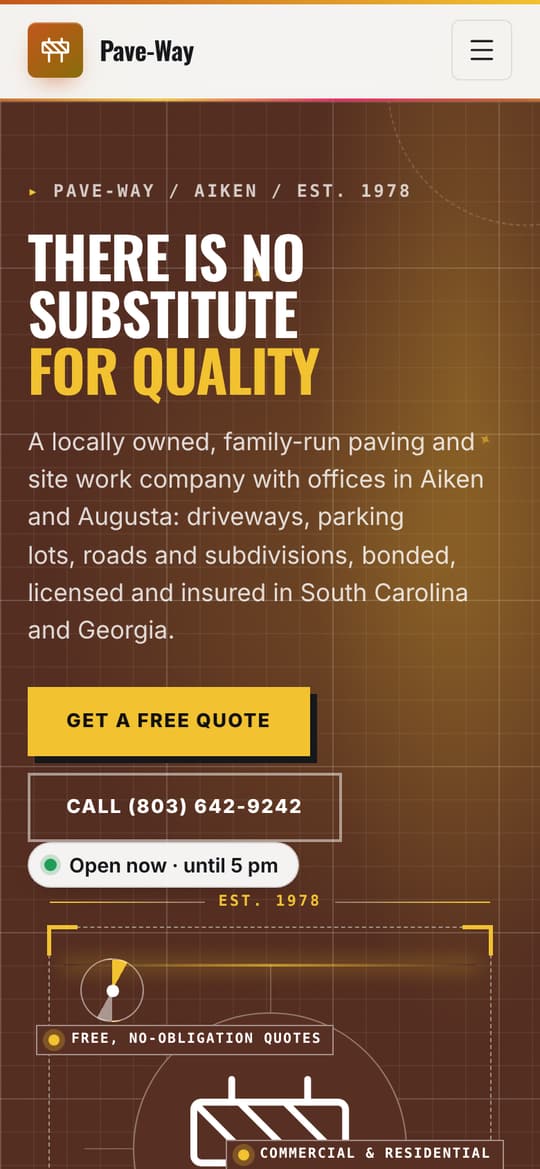 Pave-Way
▸ PAVE-WAY / AIKEN / EST. 1978
THERE IS NO
SUBSTITUTE
FOR QUALITY
A locally owned, family-run paving and
site work company with offices in Aiken
and Augusta: driveways, parking
lots, roads and subdivisions, bonded,
licensed and insured in South Carolina
and Georgia.
GET A FREE QUOTE
CALL (803) 642-9242
Open now · until 5 pm
EST. 1978
FREE, NO-OBLIGATION QUOTES
COMMERCIAL & RESIDENTIAL